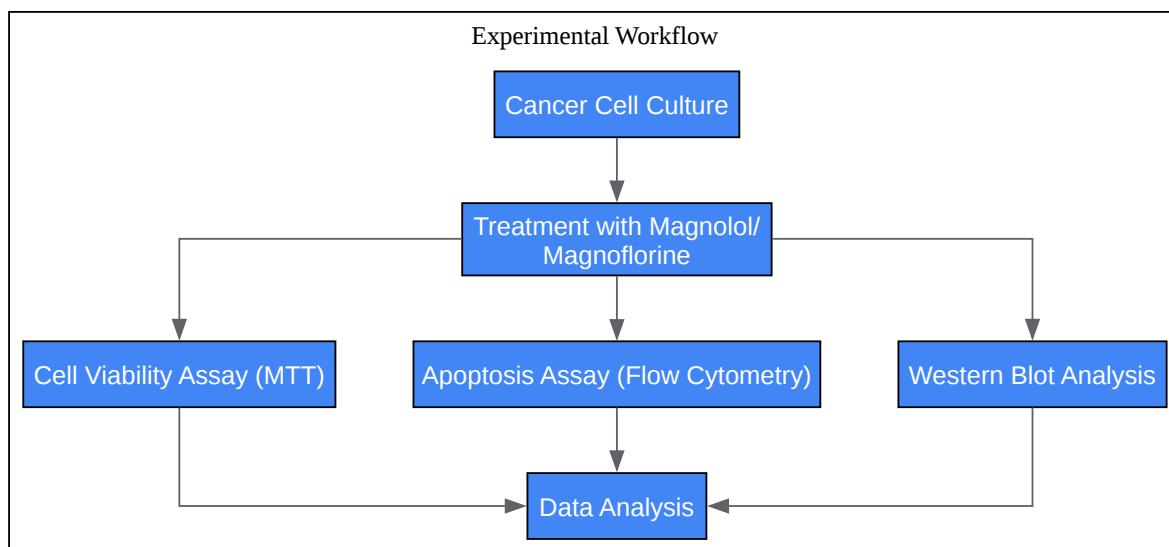 Experimental Workflow
Cancer Cell Culture
Treatment with Magnolol/
Magnoflorine
Cell Viability Assay (MTT)
Apoptosis Assay (Flow Cytometry)
Western Blot Analysis
Data Analysis